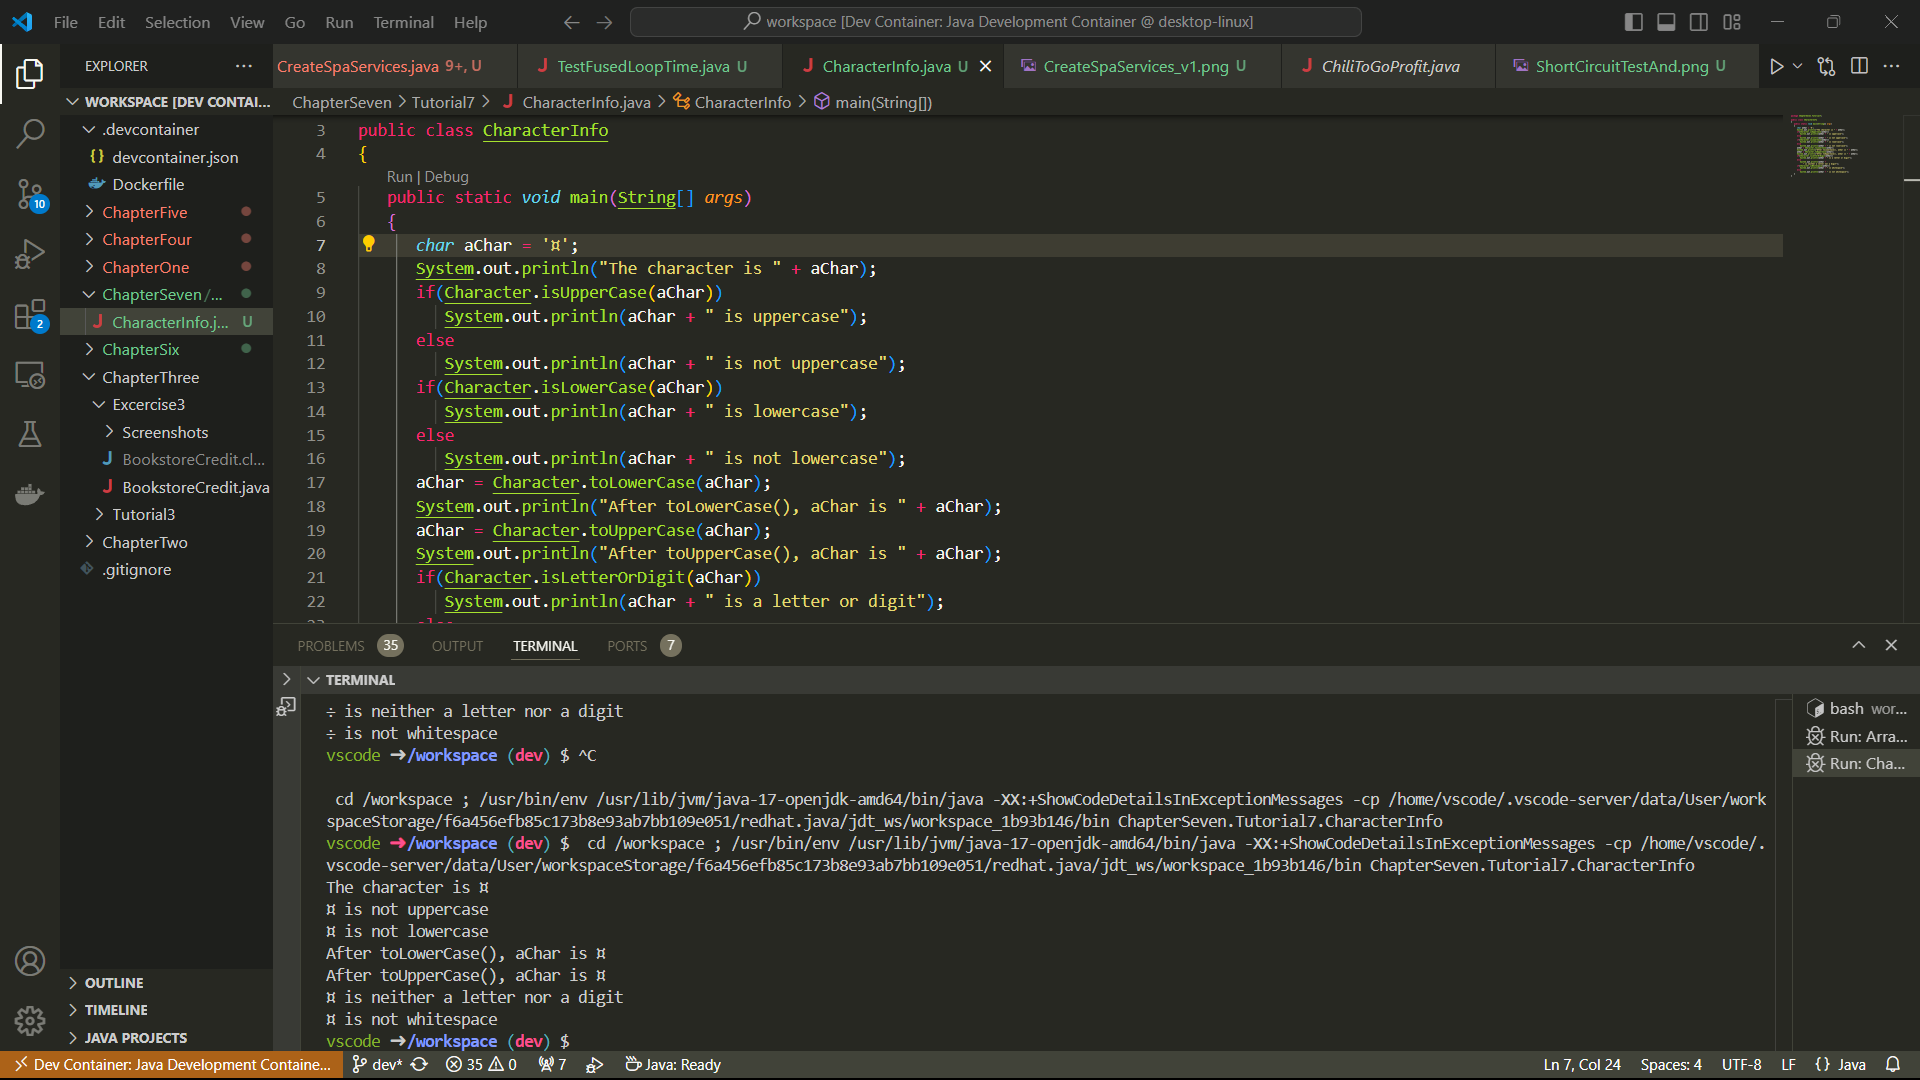 File Edit Selection View Go Run Terminal Help
workspace [Dev Container: Java Development Container @ desktop-linux]
EXPLORER
CreateSpaServices.java 9+, U
TestFusedLoopTime.java U
CharacterInfo.java U
CreateSpaServices_v1.png U
ChiliToGoProfit.java
ShortCircuitTestAnd.png U
WORKSPACE [DEV CONTAI...
.devcontainer
devcontainer.json
Dockerfile
ChapterFive
ChapterFour
ChapterOne
ChapterSeven /...
CharacterInfo.j... U
ChapterSix
ChapterThree
Excercise3
Screenshots
BookstoreCredit.cl...
BookstoreCredit.java
Tutorial3
ChapterTwo
.gitignore
OUTLINE
TIMELINE
JAVA PROJECTS
10
2
ChapterSeven > Tutorial7 > CharacterInfo.java > CharacterInfo > main(String[])
3 public class CharacterInfo
4 {
Run | Debug
5 public static void main(String[] args)
6 {
7 char aChar = '¤';
8 System.out.println("The character is " + aChar);
9 if(Character.isUpperCase(aChar))
10 System.out.println(aChar + " is uppercase");
11 else
12 System.out.println(aChar + " is not uppercase");
13 if(Character.isLowerCase(aChar))
14 System.out.println(aChar + " is lowercase");
15 else
16 System.out.println(aChar + " is not lowercase");
17 aChar = Character.toLowerCase(aChar);
18 System.out.println("After toLowerCase(), aChar is " + aChar);
19 aChar = Character.toUpperCase(aChar);
20 System.out.println("After toUpperCase(), aChar is " + aChar);
21 if(Character.isLetterOrDigit(aChar))
22 System.out.println(aChar + " is a letter or digit");
PROBLEMS 35 OUTPUT TERMINAL PORTS 7
TERMINAL
÷ is neither a letter nor a digit
÷ is not whitespace
vscode ➜/workspace (dev) $ ^C
cd /workspace ; /usr/bin/env /usr/lib/jvm/java-17-openjdk-amd64/bin/java -XX:+ShowCodeDetailsInExceptionMessages -cp /home/vscode/.vscode-server/data/User/work
spaceStorage/f6a456efb85c173b8e93ab7bb109e051/redhat.java/jdt_ws/workspace_1b93b146/bin ChapterSeven.Tutorial7.CharacterInfo
vscode ➜/workspace (dev) $ cd /workspace ; /usr/bin/env /usr/lib/jvm/java-17-openjdk-amd64/bin/java -XX:+ShowCodeDetailsInExceptionMessages -cp /home/vscode/.
vscode-server/data/User/workspaceStorage/f6a456efb85c173b8e93ab7bb109e051/redhat.java/jdt_ws/workspace_1b93b146/bin ChapterSeven.Tutorial7.CharacterInfo
The character is ¤
¤ is not uppercase
¤ is not lowercase
After toLowerCase(), aChar is ¤
After toUpperCase(), aChar is ¤
¤ is neither a letter nor a digit
¤ is not whitespace
vscode ➜/workspace (dev) $
bash wor...
Run: Arra...
Run: Cha...
Dev Container: Java Development Containe... dev* 35 0 7 Java: Ready Ln 7, Col 24 Spaces: 4 UTF-8 LF {} Java